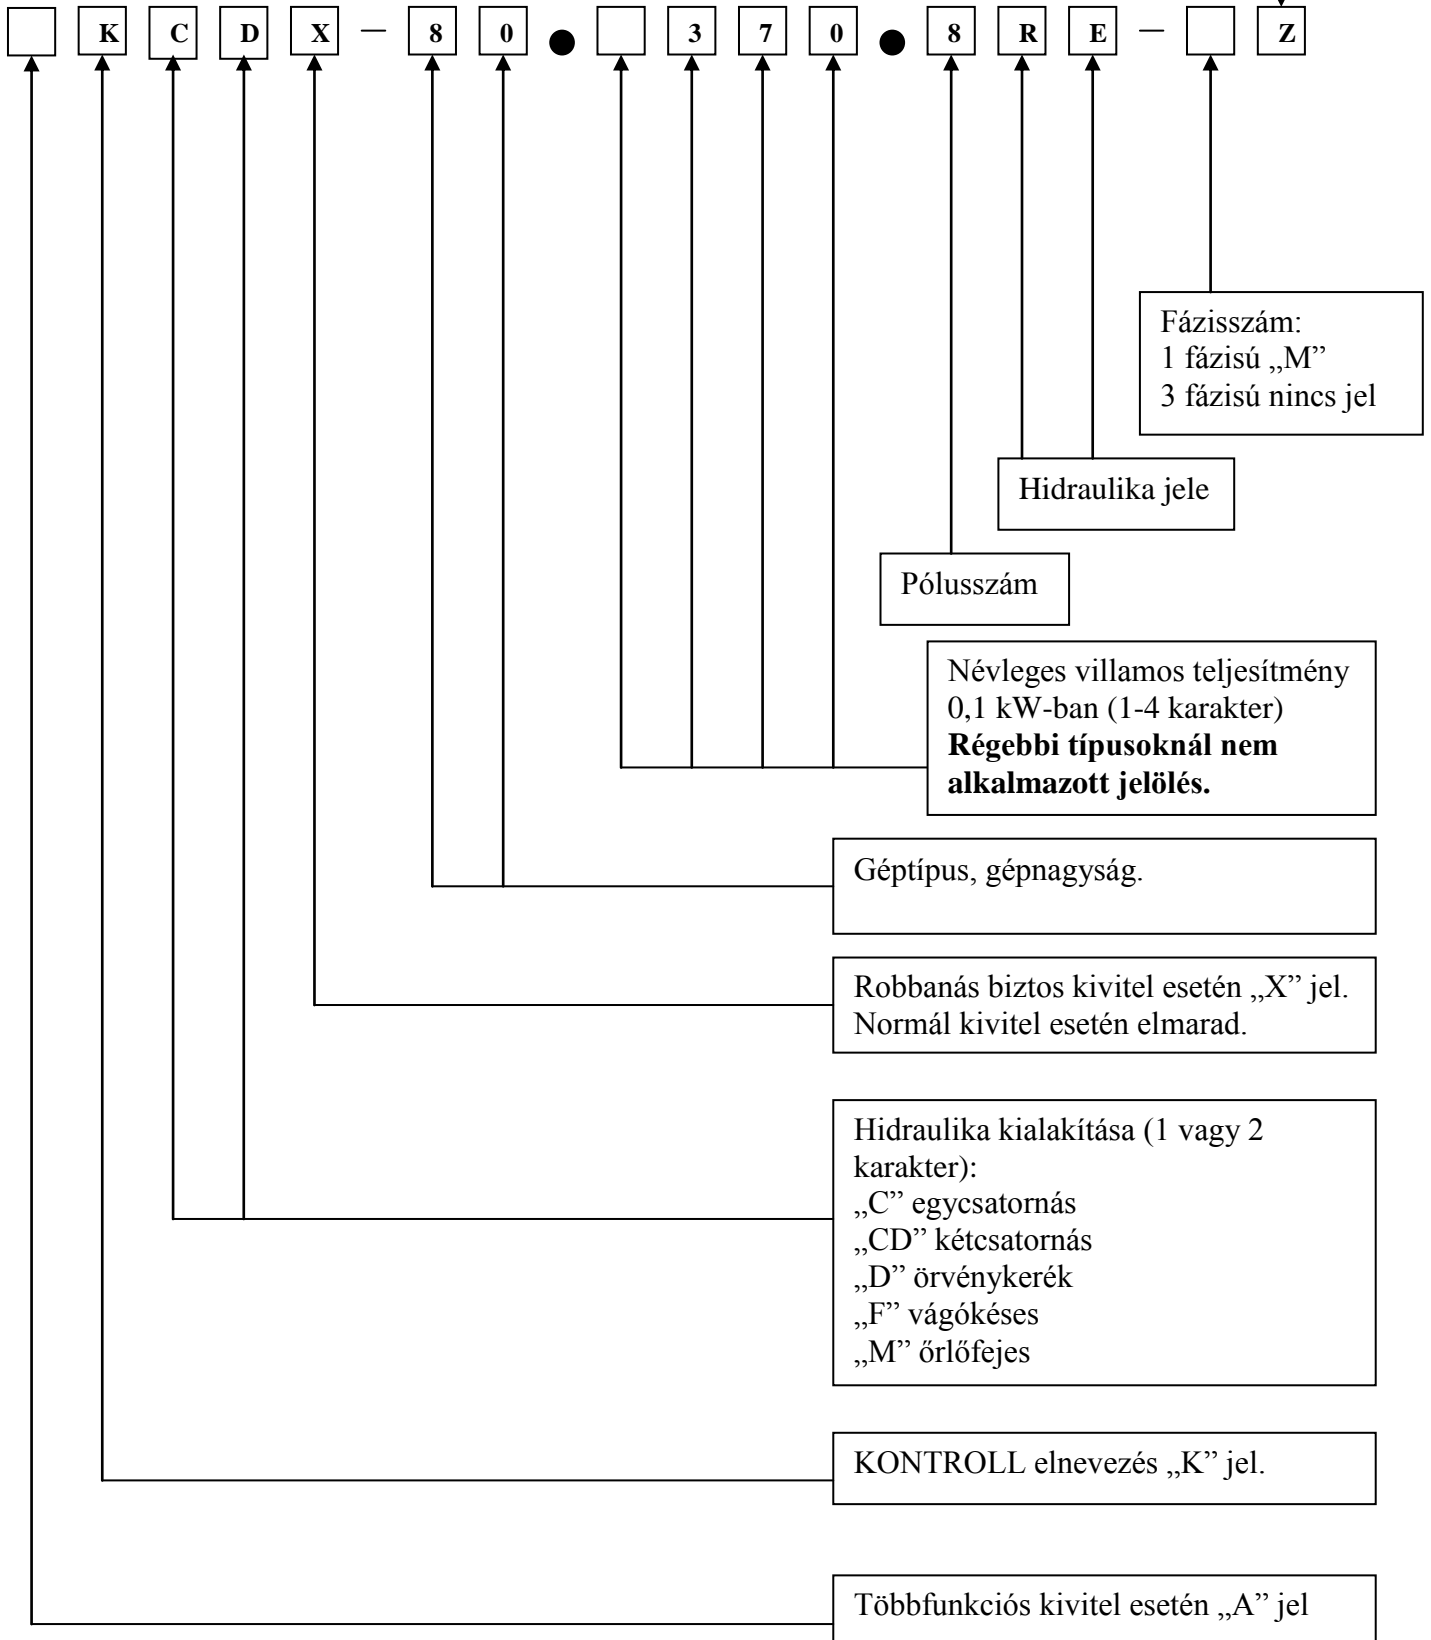 K C D X – 8 0 ● 3 7 0 ● 8 R E – Z
Fázisszám:
1 fázisú „M”
3 fázisú nincs jel
Hidraulika jele
Pólusszám
Névleges villamos teljesítmény
0,1 kW-ban (1-4 karakter)
Régebbi típusoknál nem
alkalmazott jelölés.
Géptípus, gépnagyság.
Robbanás biztos kivitel esetén „X” jel.
Normál kivitel esetén elmarad.
Hidraulika kialakítása (1 vagy 2
karakter):
„C” egycsatornás
„CD” kétcsatornás
„D” örvénykerék
„F” vágókéses
„M” őrlőfejes
KONTROLL elnevezés „K” jel.
Többfunkciós kivitel esetén „A” jel